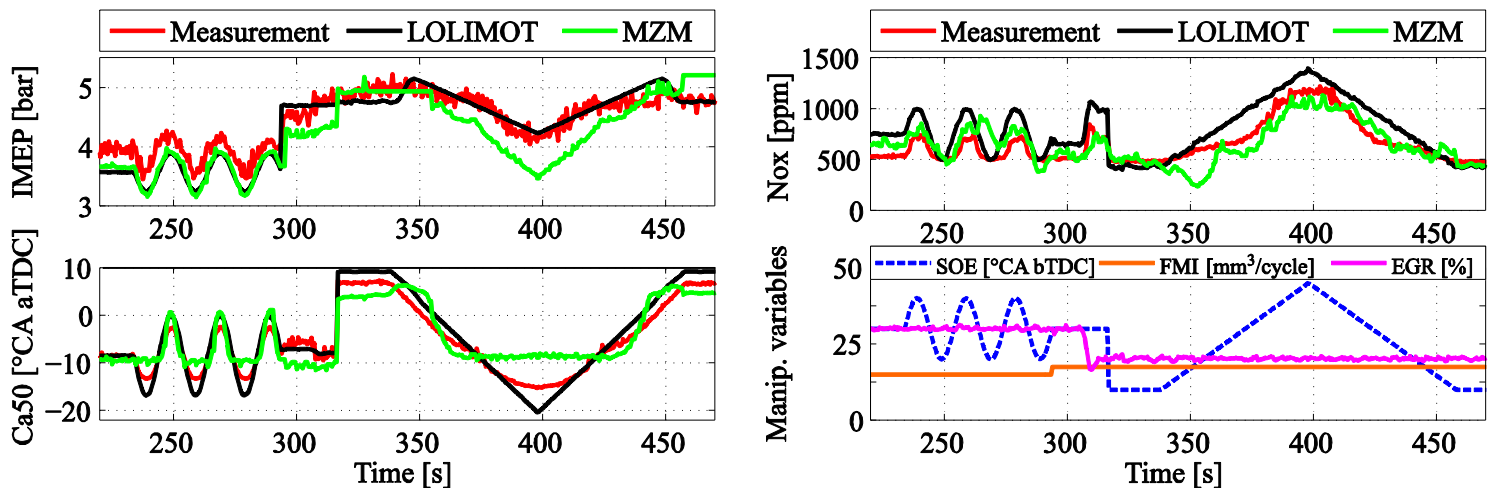 Measurement LOLIMOT MZM
IMEP [bar]
5
4
3
250 300 350 400 450
Ca50 [°CA aTDC]
10
0
−10
−20
250 300 350 400 450
Time [s]
Measurement LOLIMOT MZM
Nox [ppm]
1500
1000
500
0
250 300 350 400 450
Manip. variables
50
25
0
SOE [°CA bTDC] FMI [mm³/cycle] EGR [%]
250 300 350 400 450
Time [s]